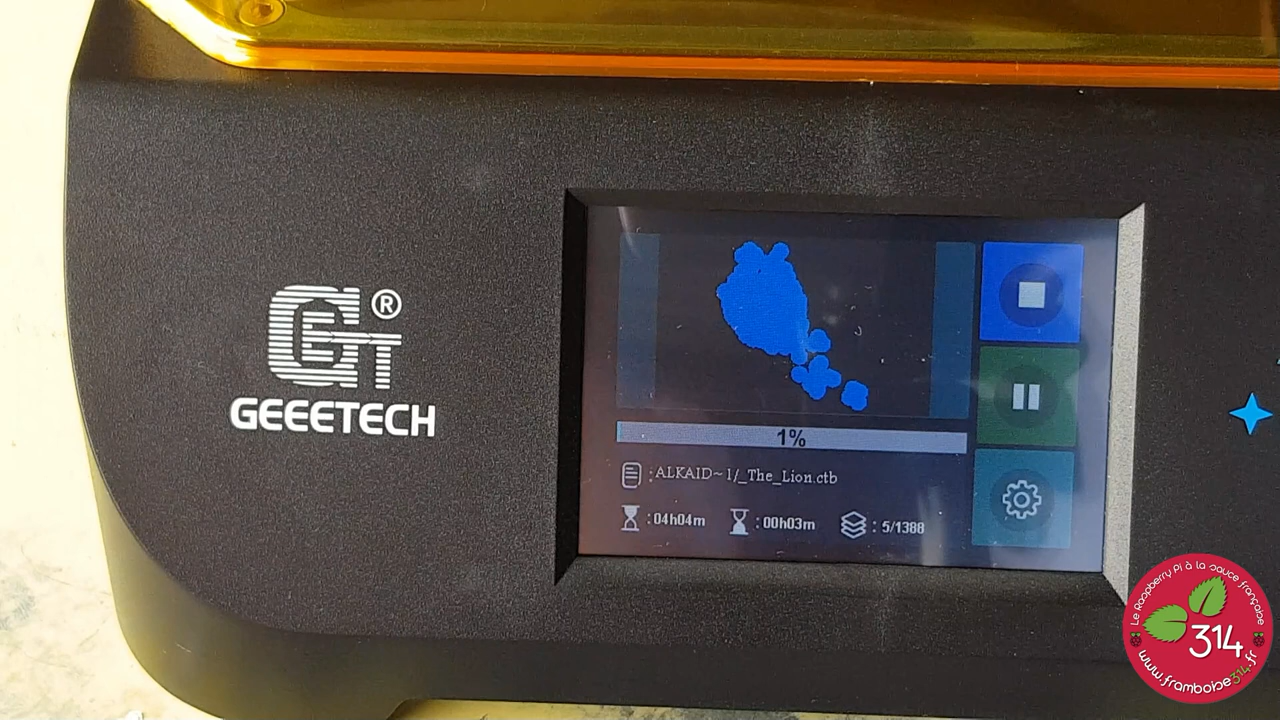 GET®
GEEETECH
1%
:ALKAID~1/_The_Lion.ctb
:04h04m :00h03m : 5/1388
Le Raspberry Pi à la sauce française
314
www.framboise314.fr